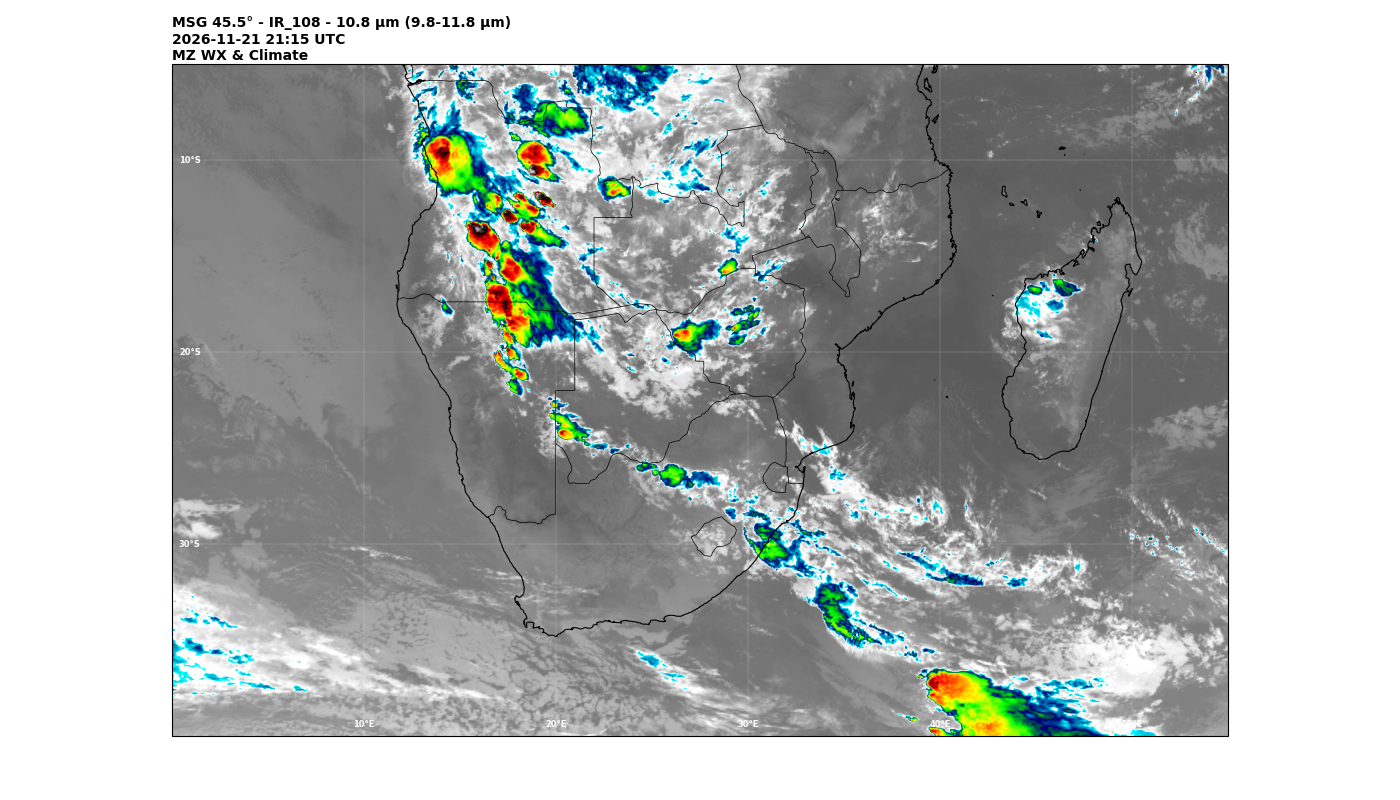 MSG 45.5° - IR_108 - 10.8 µm (9.8-11.8 µm)
2026-11-21 21:15 UTC
MZ WX & Climate
10°S
20°S
30°S
10°E 20°E 30°E 40°E 50°E